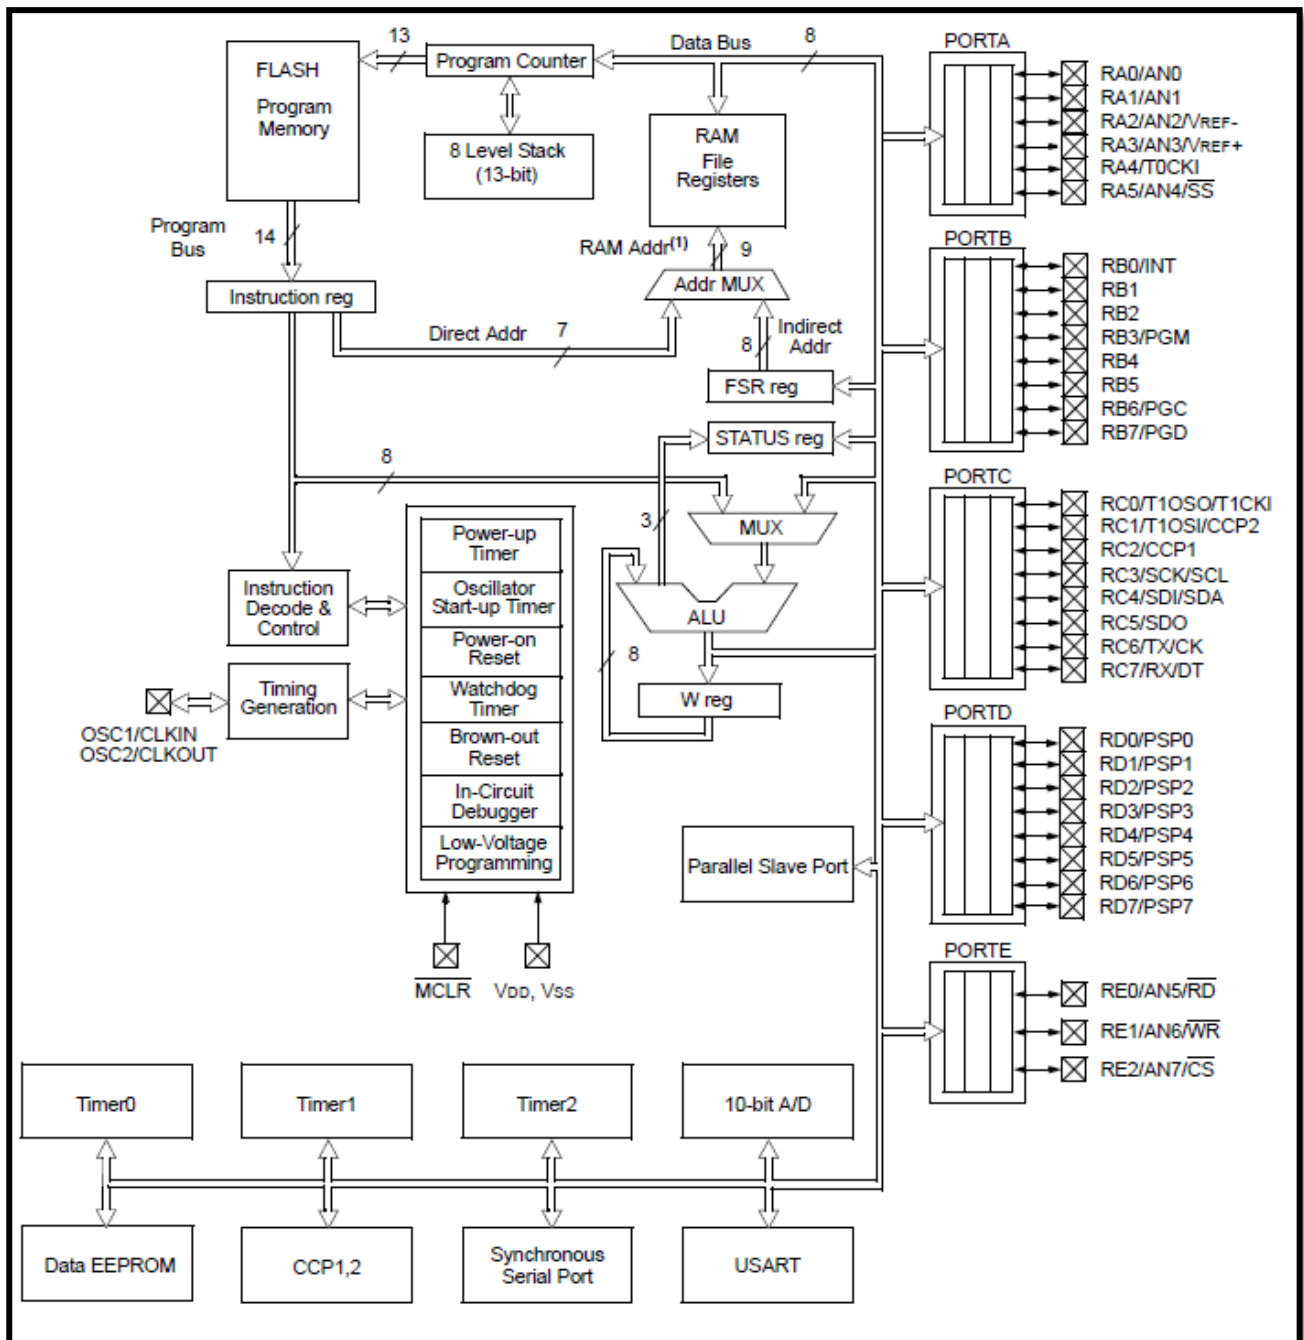 13
Data Bus
8
FLASH
Program
Memory
Program Counter
8 Level Stack
(13-bit)
RAM
File
Registers
Program
Bus
14
RAM Addr(1)
9
Addr MUX
Instruction reg
Direct Addr
7
8
Indirect
Addr
FSR reg
STATUS reg
8
3
MUX
ALU
8
W reg
Power-up
Timer
Oscillator
Start-up Timer
Power-on
Reset
Watchdog
Timer
Brown-out
Reset
In-Circuit
Debugger
Low-Voltage
Programming
Instruction
Decode &
Control
Timing
Generation
OSC1/CLKIN
OSC2/CLKOUT
MCLR
VDD, VSS
Parallel Slave Port
PORTA
RA0/AN0
RA1/AN1
RA2/AN2/VREF-
RA3/AN3/VREF+
RA4/T0CKI
RA5/AN4/SS
PORTB
RB0/INT
RB1
RB2
RB3/PGM
RB4
RB5
RB6/PGC
RB7/PGD
PORTC
RC0/T1OSO/T1CKI
RC1/T1OSI/CCP2
RC2/CCP1
RC3/SCK/SCL
RC4/SDI/SDA
RC5/SDO
RC6/TX/CK
RC7/RX/DT
PORTD
RD0/PSP0
RD1/PSP1
RD2/PSP2
RD3/PSP3
RD4/PSP4
RD5/PSP5
RD6/PSP6
RD7/PSP7
PORTE
RE0/AN5/RD
RE1/AN6/WR
RE2/AN7/CS
Timer0
Timer1
Timer2
10-bit A/D
Data EEPROM
CCP1,2
Synchronous
Serial Port
USART